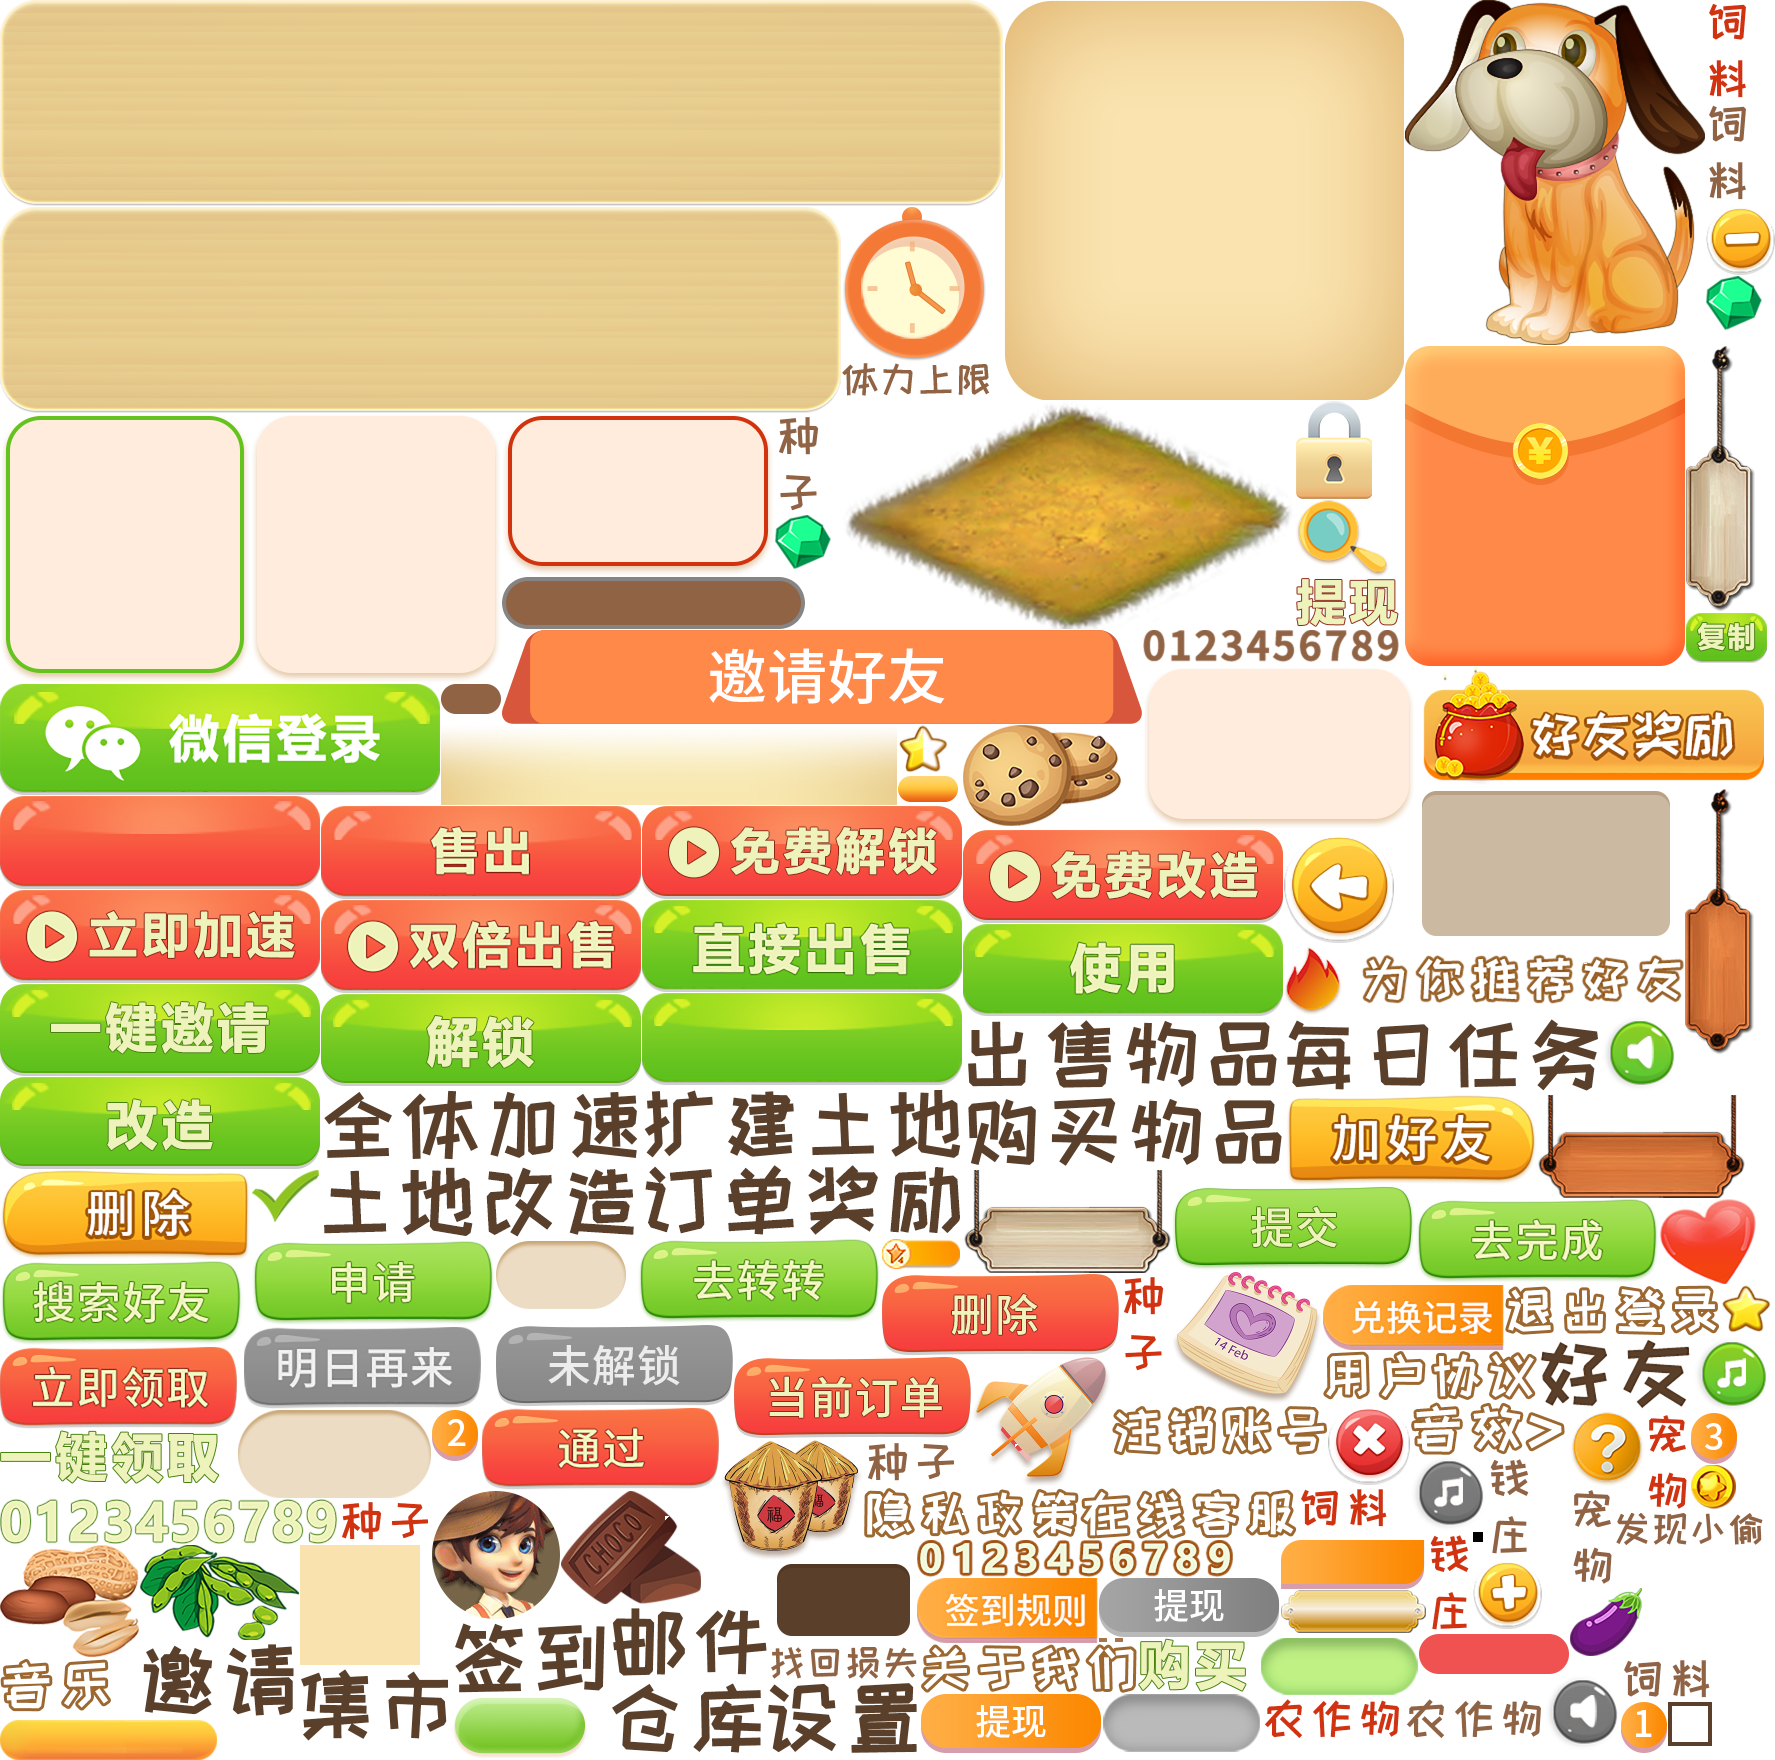 饲料
饲料
体力上限
种子
¥
提现
0123456789
复制
邀请好友
微信登录
好友奖励
售出
免费解锁
免费改造
立即加速
双倍出售
直接出售
使用
为你推荐好友
一键邀请
解锁
出售物品
每日任务
改造
全体加速
扩建土地
购买物品
加好友
删除
土地改造
订单奖励
提交
去完成
搜索好友
申请
去转转
删除
种子
14 Feb
兑换记录
退出登录
立即领取
明日再来
未解锁
当前订单
用户协议
好友
一键领取
2
通过
种子
注销账号
音效>
?
宠物
3
0123456789
种子
福
福
隐私政策
在线客服
饲料
钱庄
宠物
发现小偷
CHOCO
0123456789
钱庄
签到规则
提现
音乐
邀请
集市
签到
邮件
找回损失
关于我们
购买
仓库
设置
提现
农作物
农作物
饲料
1